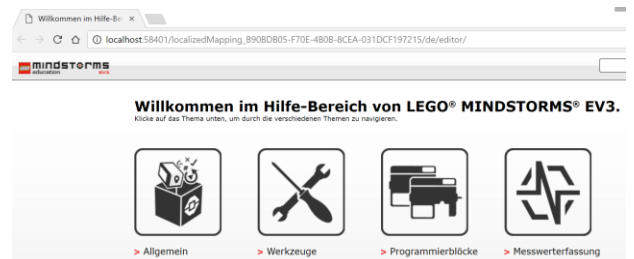 Willkommen im Hilfe-Be
localhost:58401/localizedMapping_B90BDB05-F70E-4B0B-8CEA-031DCF197215/de/editor/
mindstorms
education EV3
Willkommen im Hilfe-Bereich von LEGO® MINDSTORMS® EV3.
Klicke auf das Thema unten, um durch die verschiedenen Themen zu navigieren.
> Allgemein > Werkzeuge > Programmierblöcke > Messwerterfassung